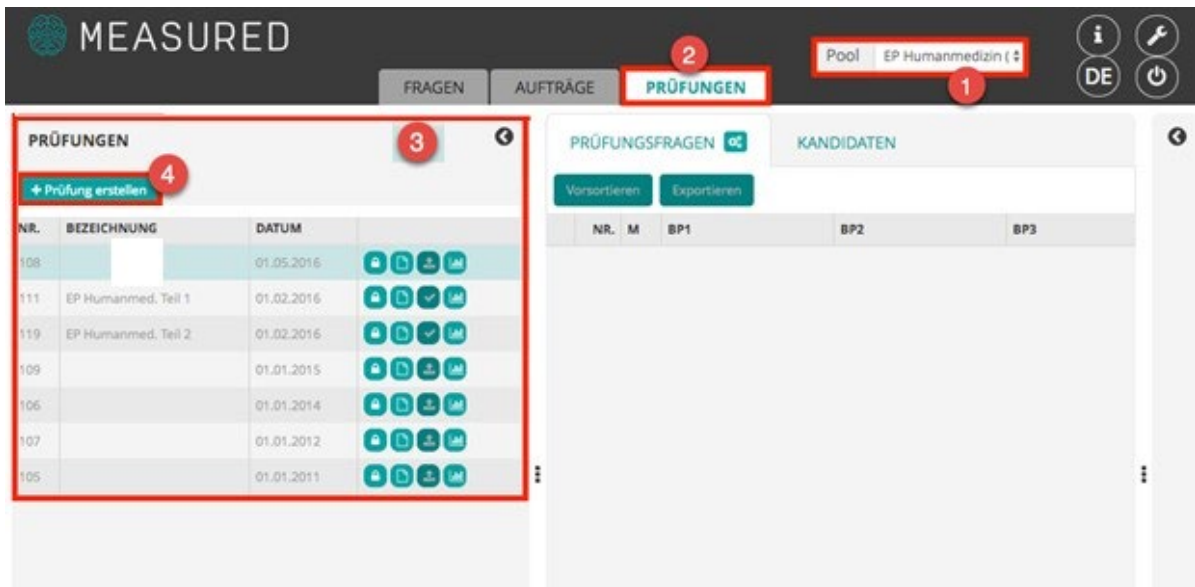 MEASURED
Pool EP Humanmedizin (
i
DE
FRAGEN AUFTRÄGE PRÜFUNGEN
2
1
PRÜFUNGEN
3
4
+ Prüfung erstellen
NR. BEZEICHNUNG DATUM
108 01.05.2016
111 EP Humanmed. Teil 1 01.02.2016
119 EP Humanmed. Teil 2 01.02.2016
109 01.01.2015
106 01.01.2014
107 01.01.2012
105 01.01.2011
PRÜFUNGSFRAGEN KANDIDATEN
Vorsortieren Exportieren
NR. M BP1 BP2 BP3